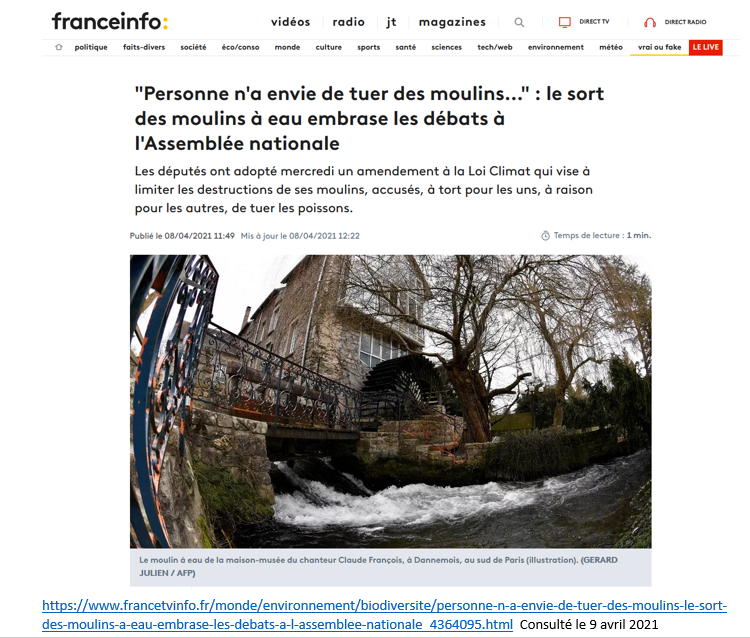 franceinfo:
vidéos radio jt magazines DIRECT TV DIRECT RADIO
politique faits-divers société éco/conso monde culture sports santé sciences tech/web environnement météo vrai ou fake LE LIVE
"Personne n'a envie de tuer des moulins..." : le sort
des moulins à eau embrase les débats à
l'Assemblée nationale
Les députés ont adopté mercredi un amendement à la Loi Climat qui vise à
limiter les destructions de ses moulins, accusés, à tort pour les uns, à raison
pour les autres, de tuer les poissons.
Publié le 08/04/2021 11:49 Mis à jour le 08/04/2021 12:22 Temps de lecture : 1 min.
Le moulin à eau de la maison-musée du chanteur Claude François, à Dannemois, au sud de Paris (illustration). (GERARD
JULIEN / AFP)
https://www.francetvinfo.fr/monde/environnement/biodiversite/personne-n-a-envie-de-tuer-des-moulins-le-sort-
des-moulins-a-eau-embrase-les-debats-a-l-assemblee-nationale_4364095.html Consulté le 9 avril 2021